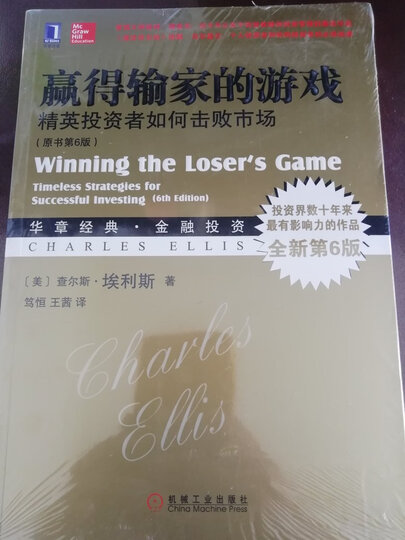 Mc
Graw
Hill
Education
赢得输家的游戏
精英投资者如何击败市场
(原书第6版)
Winning the Loser's Game
Timeless Strategies for
Successful Investing (6th Edition)
华章经典·金融投资
CHARLES ELLIS
投资界数十年来
最有影响力的作品
全新第6版
[美] 查尔斯·埃利斯 著
笃恒 王茜 译
Charles
Ellis
机械工业出版社
China Machine Press